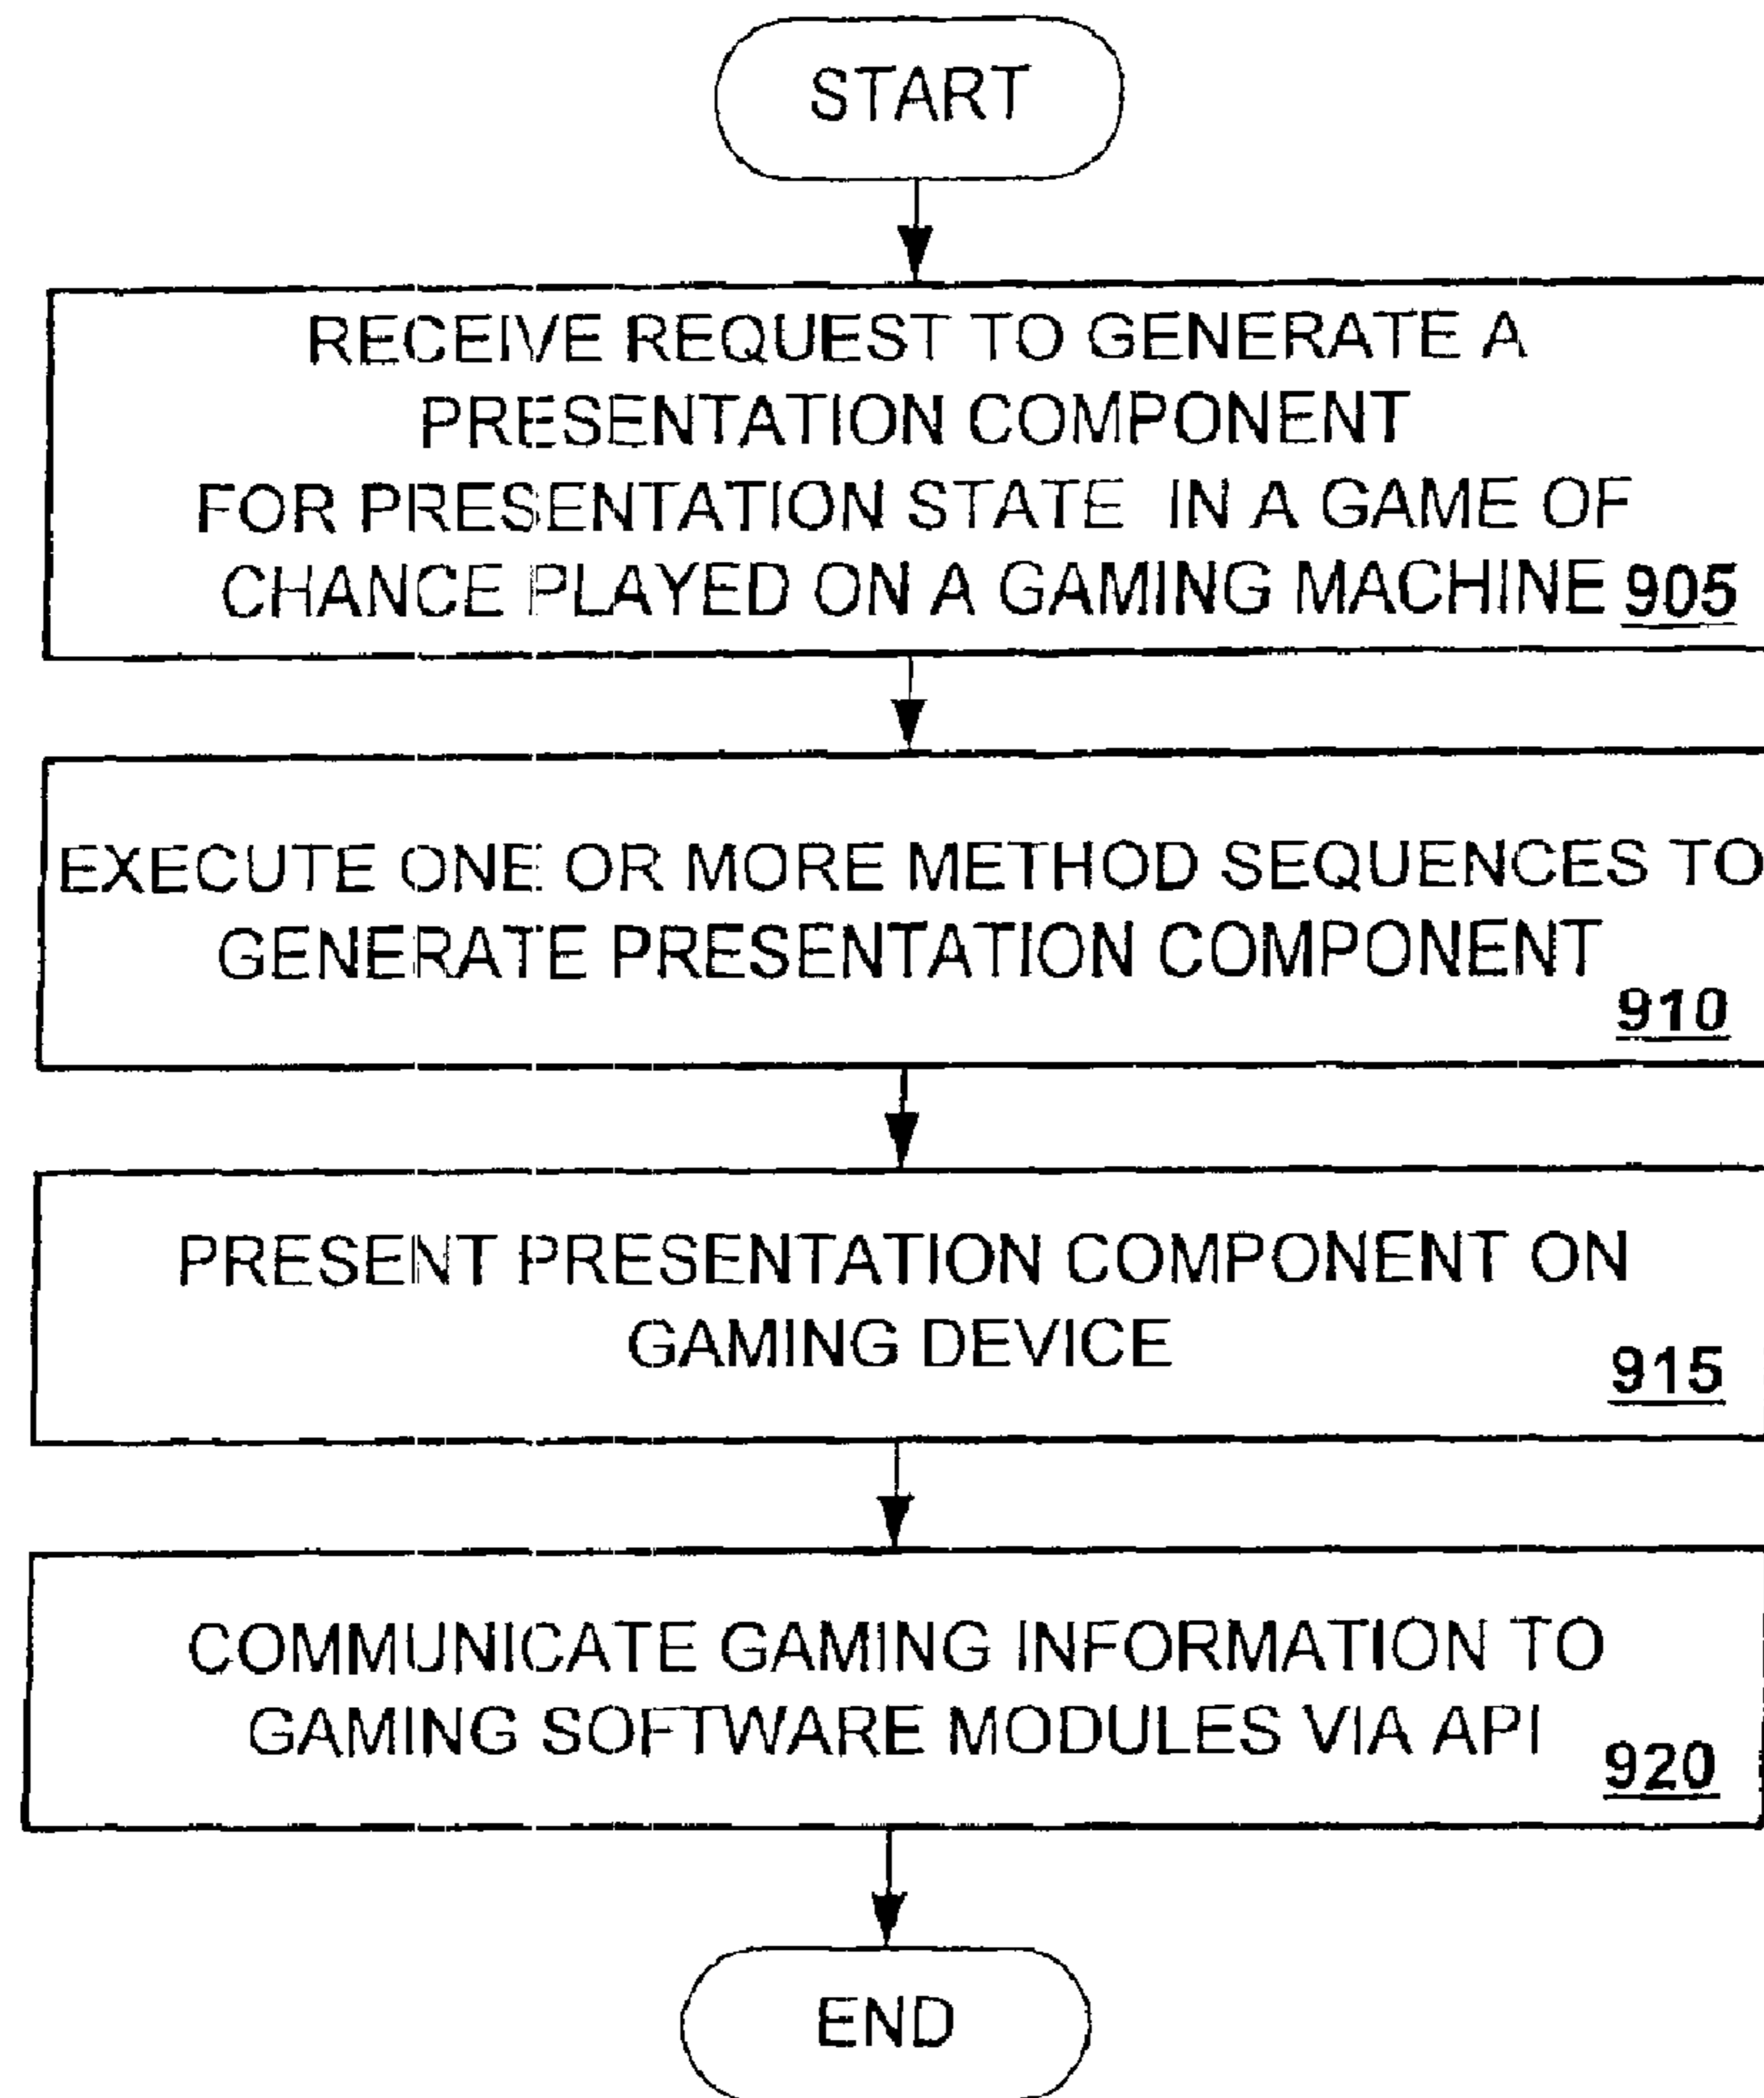 START
RECEIVE REQUEST TO GENERATE A
PRESENTATION COMPONENT
FOR PRESENTATION STATE IN A GAME OF
CHANCE PLAYED ON A GAMING MACHINE 905
EXECUTE ONE OR MORE METHOD SEQUENCES TO
GENERATE PRESENTATION COMPONENT
910
PRESENT PRESENTATION COMPONENT ON
GAMING DEVICE
915
COMMUNICATE GAMING INFORMATION TO
GAMING SOFTWARE MODULES VIA API
920
END